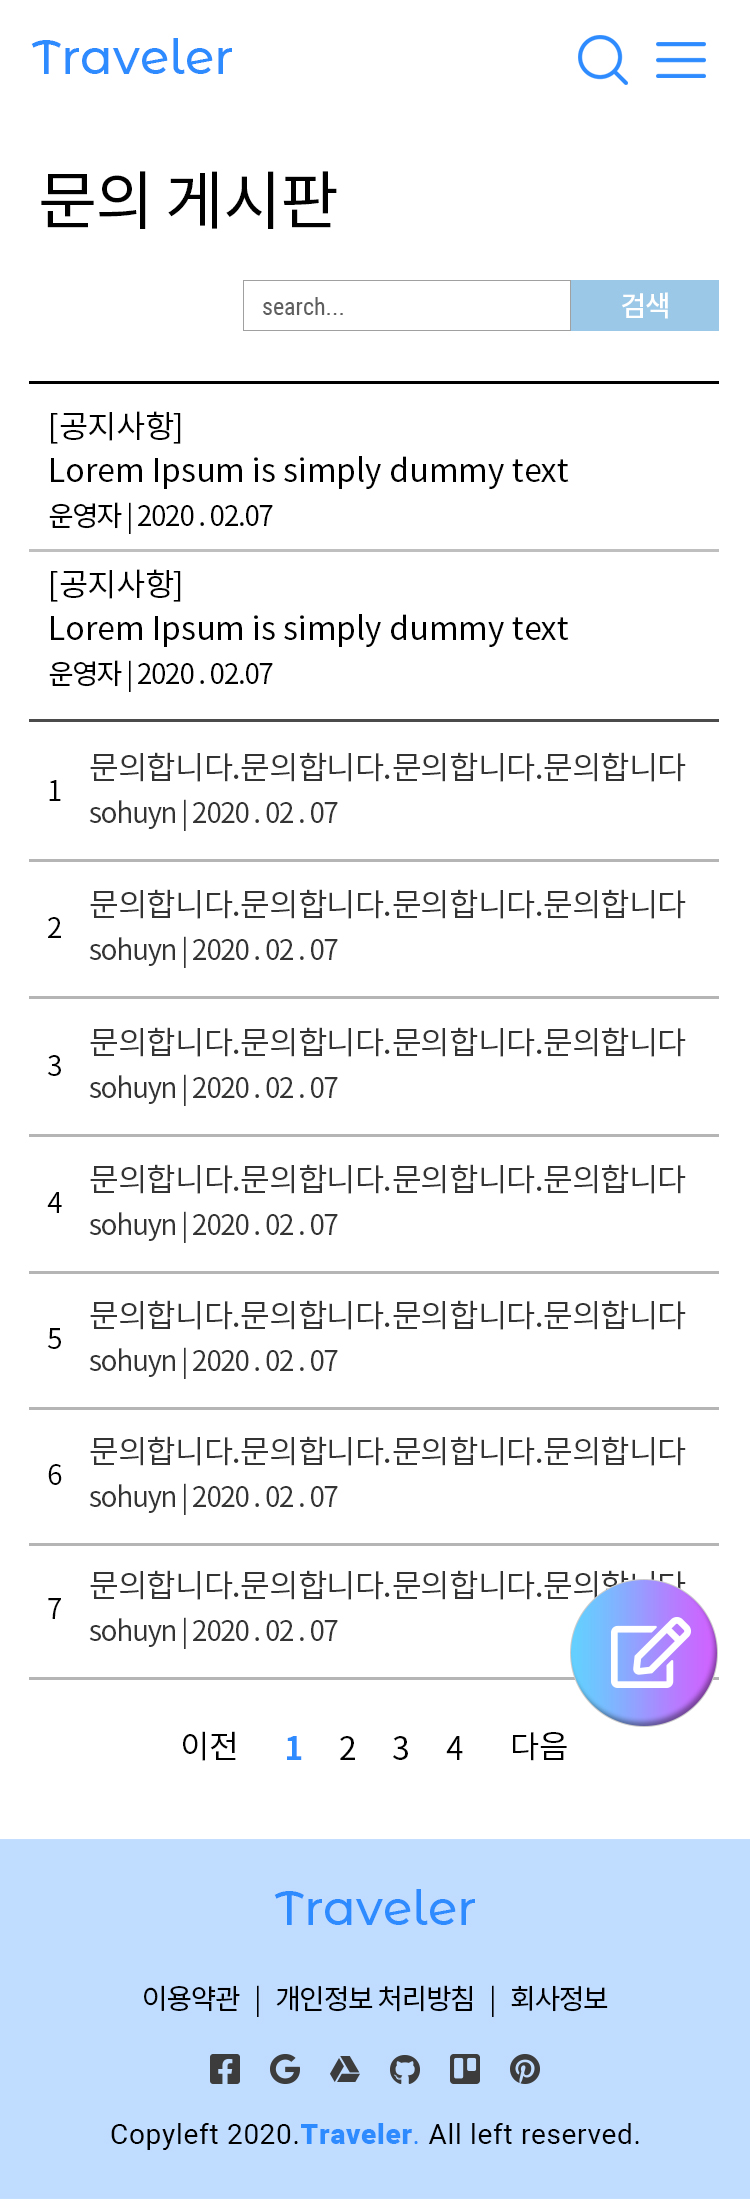 Traveler
문의 게시판
search...
검색
[공지사항]
Lorem Ipsum is simply dummy text
운영자 | 2020 . 02.07
[공지사항]
Lorem Ipsum is simply dummy text
운영자 | 2020 . 02.07
1
문의합니다.문의합니다.문의합니다.문의합니다
sohuyn | 2020 . 02 . 07
2
문의합니다.문의합니다.문의합니다.문의합니다
sohuyn | 2020 . 02 . 07
3
문의합니다.문의합니다.문의합니다.문의합니다
sohuyn | 2020 . 02 . 07
4
문의합니다.문의합니다.문의합니다.문의합니다
sohuyn | 2020 . 02 . 07
5
문의합니다.문의합니다.문의합니다.문의합니다
sohuyn | 2020 . 02 . 07
6
문의합니다.문의합니다.문의합니다.문의합니다
sohuyn | 2020 . 02 . 07
7
문의합니다.문의합니다.문의합니다.문의합니다
sohuyn | 2020 . 02 . 07
이전 1 2 3 4 다음
Traveler
이용약관 | 개인정보 처리방침 | 회사정보
Copyleft 2020.Traveler. All left reserved.